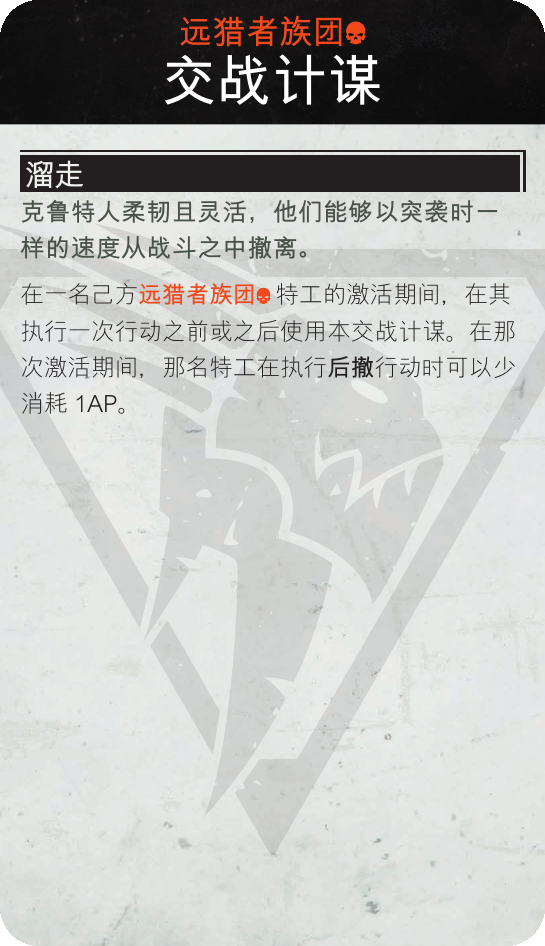 远猎者族团
交战计谋
溜走
克鲁特人柔韧且灵活，他们能够以突袭时一
样的速度从战斗之中撤离。
在一名己方远猎者族团特工的激活期间，在其
执行一次行动之前或之后使用本交战计谋。在那
次激活期间，那名特工在执行后撤行动时可以少
消耗 1AP。